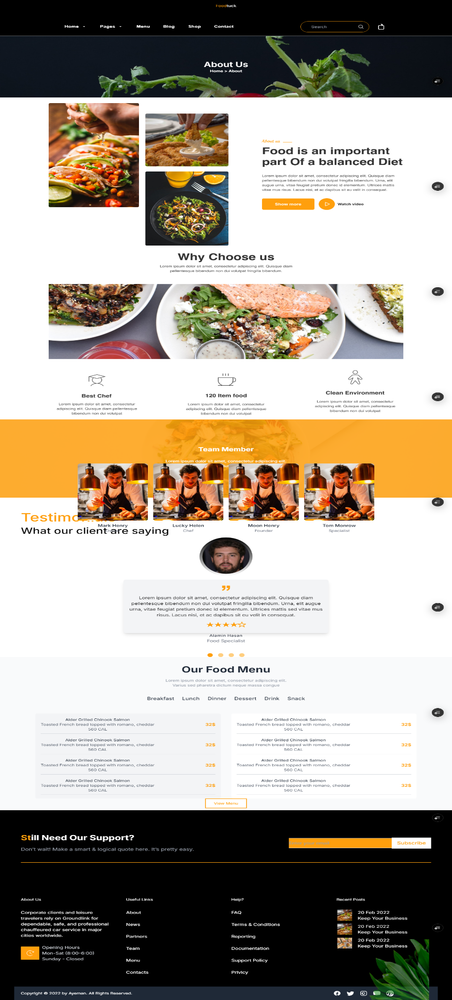 Foodtuck
Home Pages Menu Blog Shop Contact
Search
About Us
Home > About
About us
Food is an important
part Of a balanced Diet
Lorem ipsum dolor sit amet, consectetur adipiscing elit. Quisque diam
pellentesque bibendum non dui volutpat fringilla bibendum. Urna, elit
augue urna, vitae feugiat pretium donec id elementum. Ultrices mattis
vitae mus risus. Lacus nisi, et ac dapibus sit eu velit in consequat.
Show more
Watch video
Why Choose us
Lorem ipsum dolor sit amet, consectetur adipiscing elit. Quisque diam
pellentesque bibendum non dui volutpat fringilla bibendum.
Best Chef
Lorem ipsum dolor sit amet, consectetur
adipiscing elit. Quisque diam pellentesque
bibendum non dui volutpat
120 Item food
Lorem ipsum dolor sit amet, consectetur
adipiscing elit. Quisque diam pellentesque
bibendum non dui volutpat
Clean Environment
Lorem ipsum dolor sit amet, consectetur
adipiscing elit. Quisque diam pellentesque
bibendum non dui volutpat
Team Member
Lorem ipsum dolor sit amet, consectetur adipiscing elit.
Mark Henry
Lucky Helen
Chef
Moon Henry
Founder
Tom Monrow
Specialist
What our client are saying
Lorem ipsum dolor sit amet, consectetur adipiscing elit. Quisque diam
pellentesque bibendum non dui volutpat fringilla bibendum. Urna, elit augue
urna, vitae feugiat pretium donec id elementum. Ultrices mattis sed vitae mus
risus. Lacus nisi, et ac dapibus sit eu velit in consequat.
Alamin Hasan
Food Specialist
Our Food Menu
Lorem ipsum dolor sit amet, consectetur adipiscing elit.
Varius sed pharetra dictum neque massa congue
Breakfast Lunch Dinner Dessert Drink Snack
Alder Grilled Chinook Salmon
Toasted French bread topped with romano, cheddar
560 CAL
32$
Alder Grilled Chinook Salmon
Toasted French bread topped with romano, cheddar
560 CAL
32$
Alder Grilled Chinook Salmon
Toasted French bread topped with romano, cheddar
560 CAL
32$
Alder Grilled Chinook Salmon
Toasted French bread topped with romano, cheddar
560 CAL
32$
Alder Grilled Chinook Salmon
Toasted French bread topped with romano, cheddar
560 CAL
32$
Alder Grilled Chinook Salmon
Toasted French bread topped with romano, cheddar
560 CAL
32$
Alder Grilled Chinook Salmon
Toasted French bread topped with romano, cheddar
560 CAL
32$
Alder Grilled Chinook Salmon
Toasted French bread topped with romano, cheddar
560 CAL
32$
View Menu
Still Need Our Support?
Don't wait! Make a smart & logical quote here. It's pretty easy.
Enter your email
Subscribe
About Us
Corporate clients and leisure
travelers rely on Groundlink for
dependable, safe, and professional
chauffeured car service in major
cities worldwide.
Opening Hours
Mon-Sat (8:00-6:00)
Sunday - Closed
Useful Links
About
News
Partners
Team
Menu
Contacts
Help?
FAQ
Terms & Conditions
Reporting
Documentation
Support Policy
Privicy
Recent Posts
20 Feb 2022
Keep Your Business
20 Feb 2022
Keep Your Business
20 Feb 2022
Keep Your Business
Copyright © 2022 by Ayeman. All Rights Reserved.